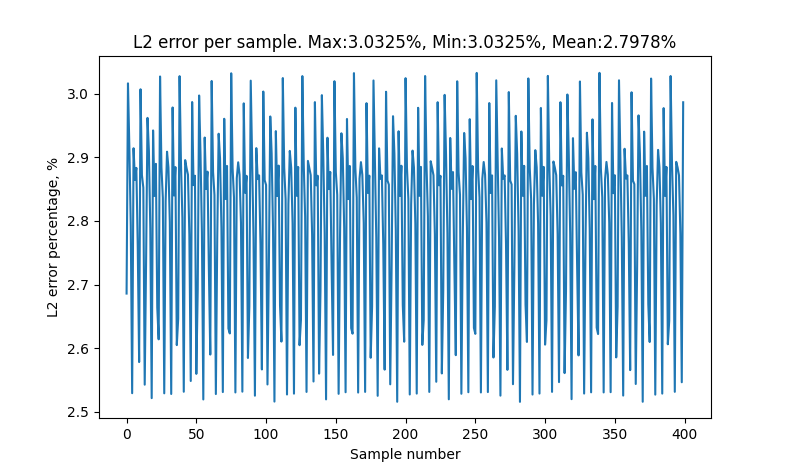 L2 error per sample. Max:3.0325%, Min:3.0325%, Mean:2.7978%
L2 error percentage, %
3.0
2.9
2.8
2.7
2.6
2.5
0 50 100 150 200 250 300 350 400
Sample number